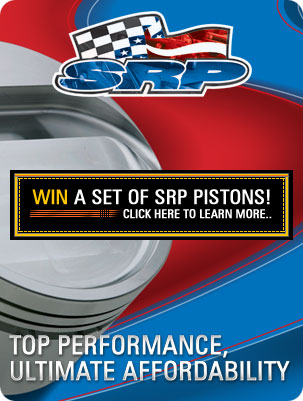 SRP
WIN A SET OF SRP PISTONS!
CLICK HERE TO LEARN MORE..
TOP PERFORMANCE,
ULTIMATE AFFORDABILITY